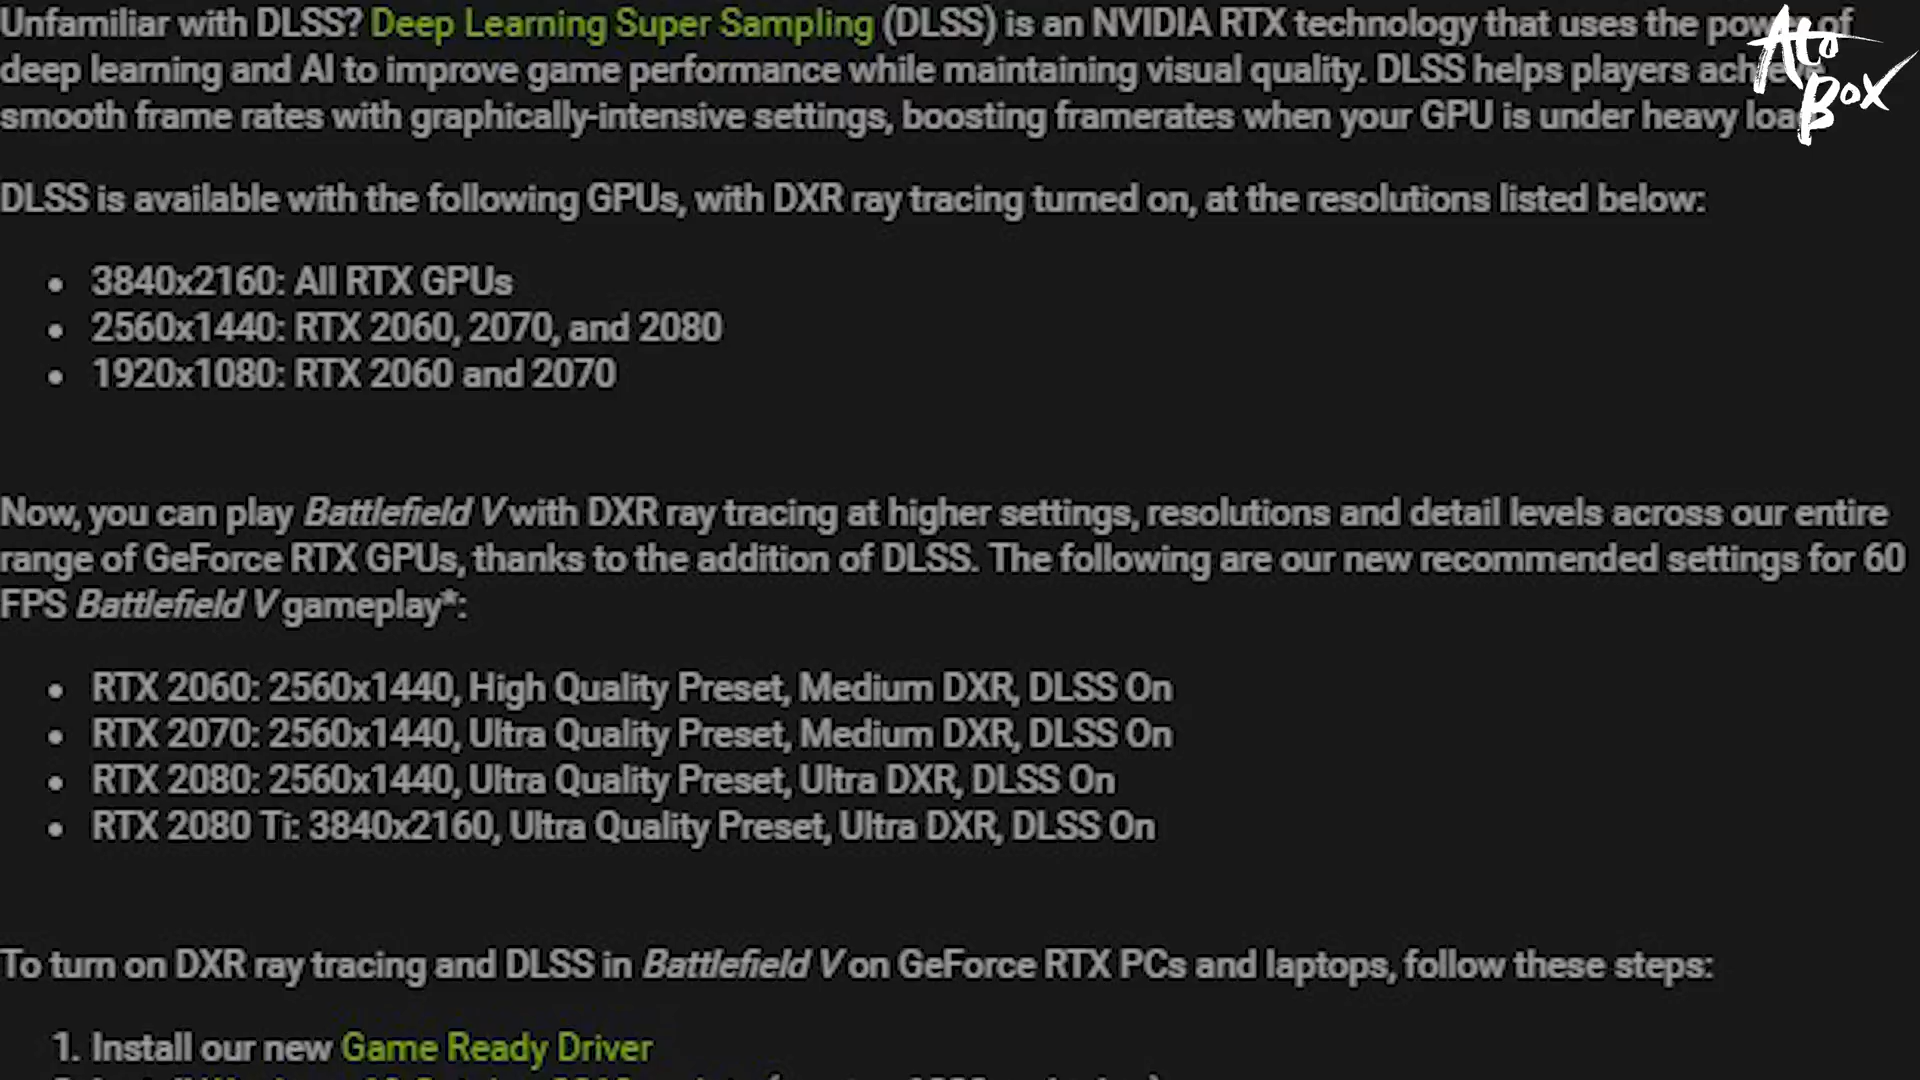 Unfamiliar with DLSS? Deep Learning Super Sampling (DLSS) is an NVIDIA RTX technology that uses the power of
deep learning and AI to improve game performance while maintaining visual quality. DLSS helps players achieve
smooth frame rates with graphically-intensive settings, boosting framerates when your GPU is under heavy load.
Ato
Box
DLSS is available with the following GPUs, with DXR ray tracing turned on, at the resolutions listed below:
• 3840x2160: All RTX GPUs
• 2560x1440: RTX 2060, 2070, and 2080
• 1920x1080: RTX 2060 and 2070
Now, you can play Battlefield V with DXR ray tracing at higher settings, resolutions and detail levels across our entire
range of GeForce RTX GPUs, thanks to the addition of DLSS. The following are our new recommended settings for 60
FPS Battlefield V gameplay*:
• RTX 2060: 2560x1440, High Quality Preset, Medium DXR, DLSS On
• RTX 2070: 2560x1440, Ultra Quality Preset, Medium DXR, DLSS On
• RTX 2080: 2560x1440, Ultra Quality Preset, Ultra DXR, DLSS On
• RTX 2080 Ti: 3840x2160, Ultra Quality Preset, Ultra DXR, DLSS On
To turn on DXR ray tracing and DLSS in Battlefield V on GeForce RTX PCs and laptops, follow these steps:
1. Install our new Game Ready Driver